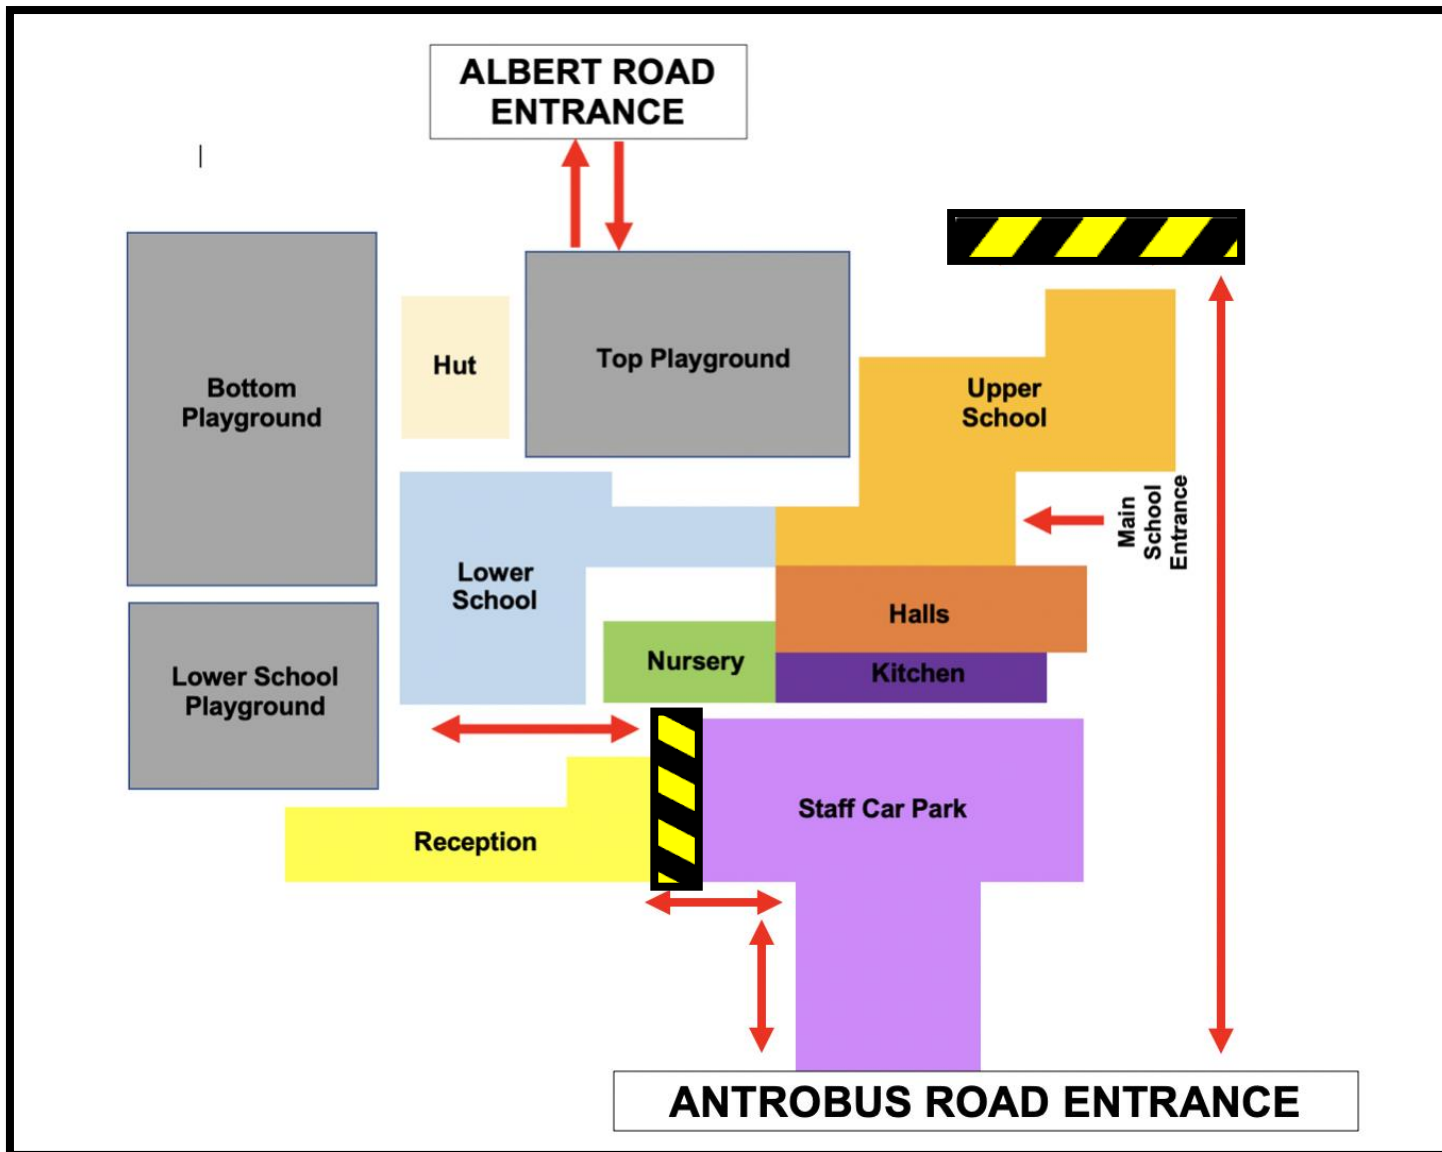 ALBERT ROAD
ENTRANCE
Hut
Top Playground
Bottom
Playground
Upper
School
Main
School
Entrance
Lower
School
Halls
Nursery
Kitchen
Lower School
Playground
Staff Car Park
Reception
ANTROBUS ROAD ENTRANCE